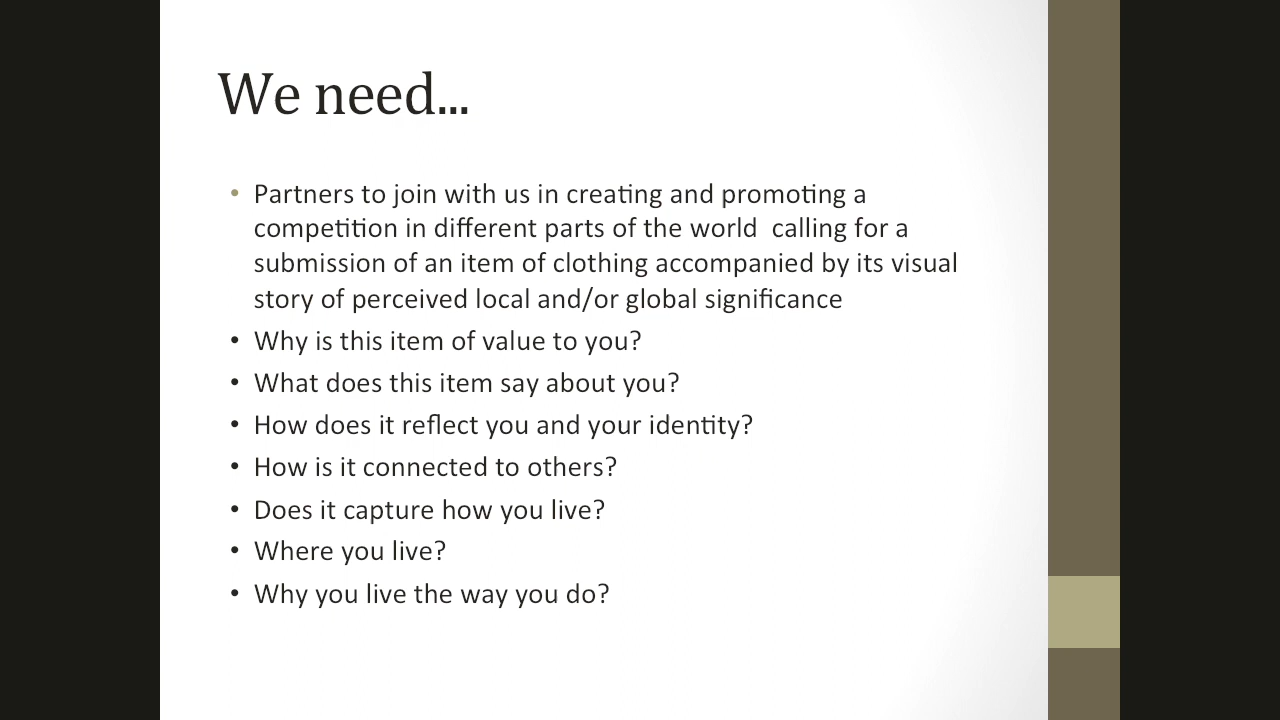 We need...
• Partners to join with us in creating and promoting a
competition in different parts of the world  calling for a
submission of an item of clothing accompanied by its visual
story of perceived local and/or global significance
• Why is this item of value to you?
• What does this item say about you?
• How does it reflect you and your identity?
• How is it connected to others?
• Does it capture how you live?
• Where you live?
• Why you live the way you do?